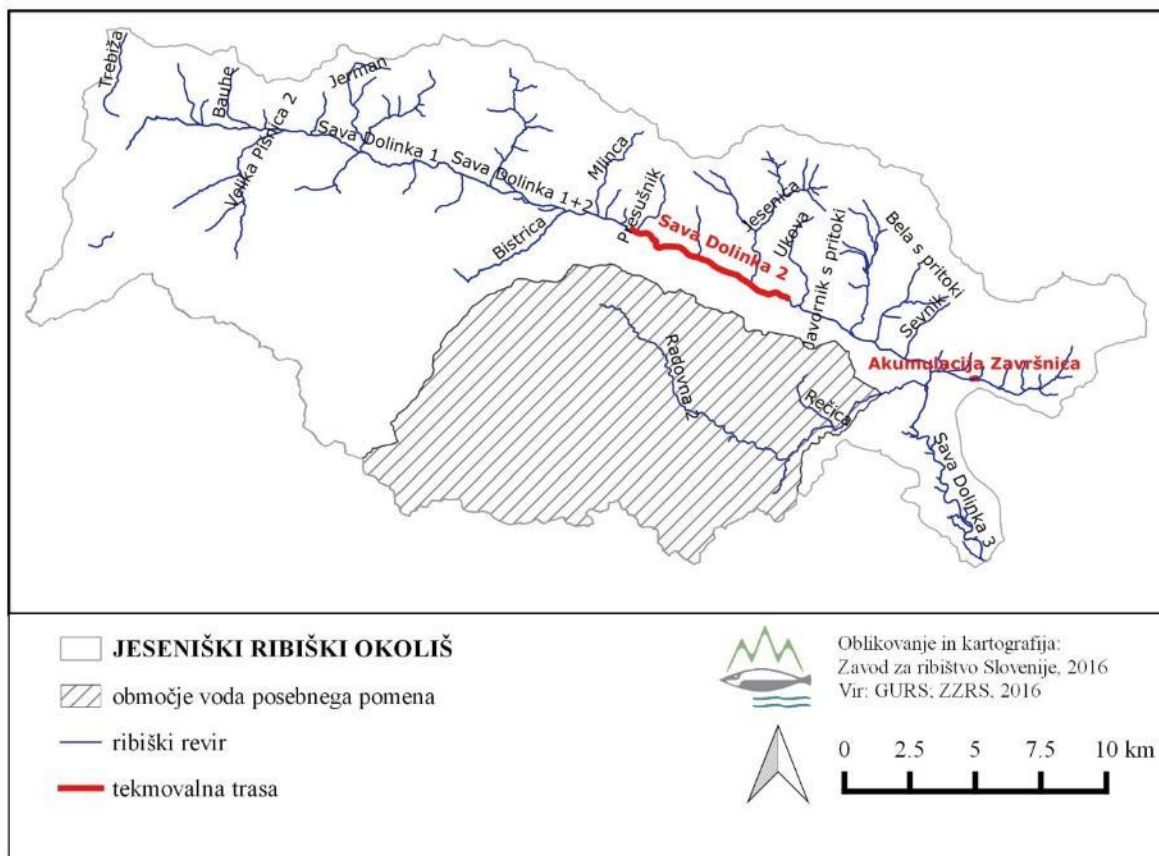 Trebiža
Bauhe
Velika Pišnica 2
Jerman
Sava Dolinka 1
Sava Dolinka 1+2
Mlinca
Presušnik
Bistrica
Sava Dolinka 2
Jesenica
Ukova
Javornik s pritoki
Bela s pritoki
Sevnik
Akumulacija Završnica
Radovna 2
Rečica
Sava Dolinka 3
JESENIŠKI RIBIŠKI OKOLIŠ
območje voda posebnega pomena
ribiški revir
tekmovalna trasa
Oblikovanje in kartografija:
Zavod za ribištvo Slovenije, 2016
Vir: GURS; ZZRS, 2016
0 2.5 5 7.5 10 km